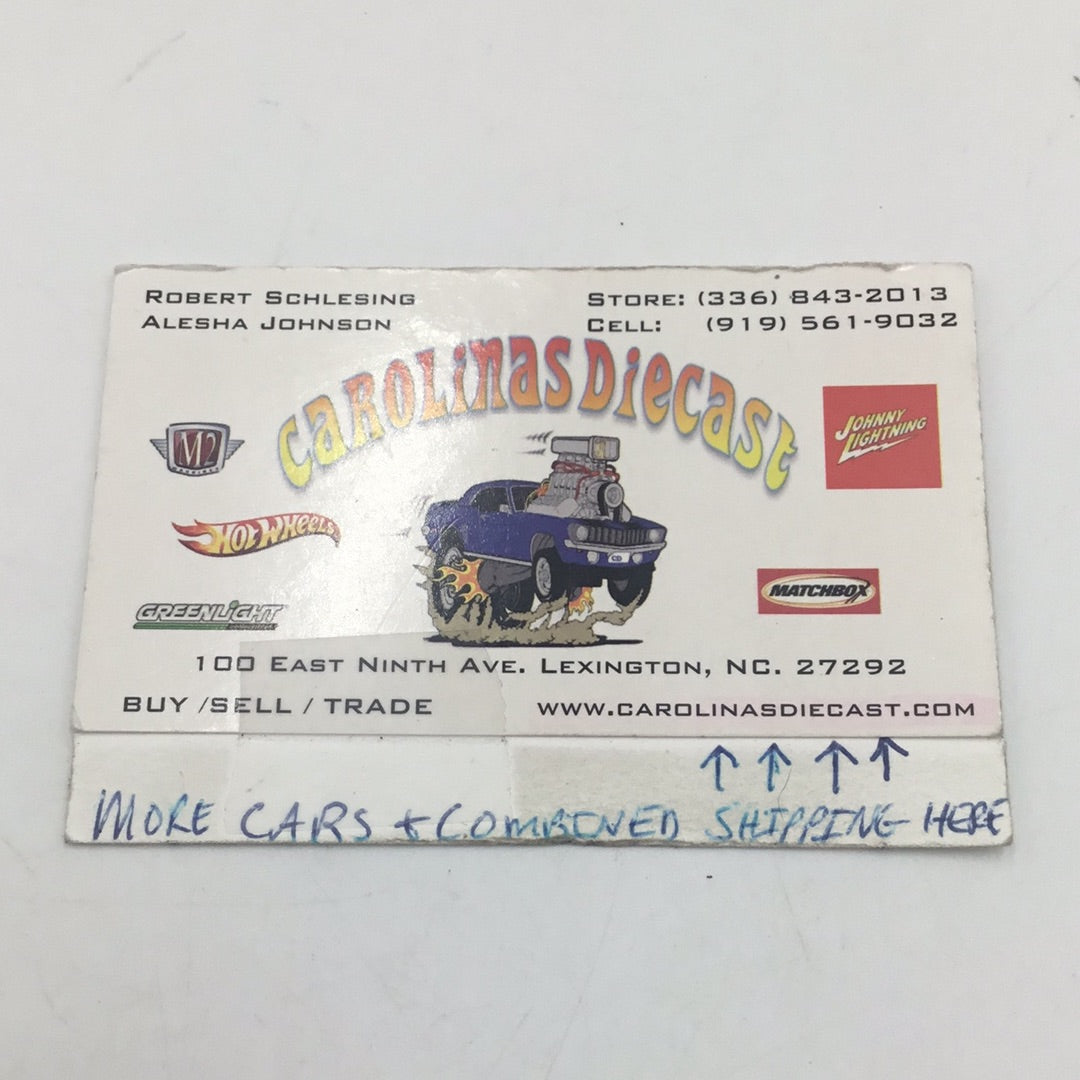 ROBERT SCHLESING
ALESHA JOHNSON
STORE: (336) 843-2013
CELL: (919) 561-9032
CAROLiNas Diecast
M2
JOHNNY LIGHTNING
HOT WHEELS
GREENLiGHT
MATCHBOX
100 EAST NINTH AVE. LEXINGTON, NC. 27292
BUY /SELL / TRADE
WWW.CAROLINASDIECAST.COM
↑ ↑ ↑ ↑
MORE CARS + COMBINED SHIPPING HERE